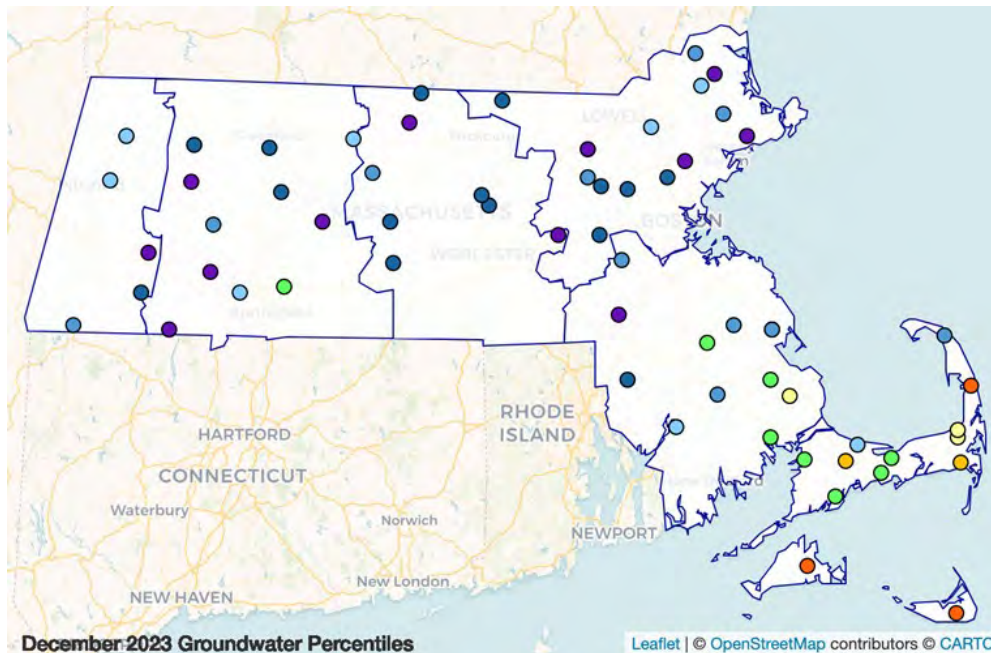 LOWELL
MASSACHUSETTS
BOSTON
WORCESTER
RHODE
ISLAND
HARTFORD
CONNECTICUT
Waterbury
Norwich
NEWPORT
New London
NEW HAVEN
December 2023 Groundwater Percentiles
Leaflet | © OpenStreetMap contributors © CARTO